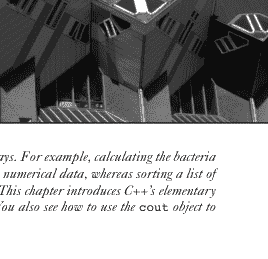 ays. For example, calculating the bacteria
numerical data, whereas sorting a list of
This chapter introduces C++’s elementary
You also see how to use the cout object to